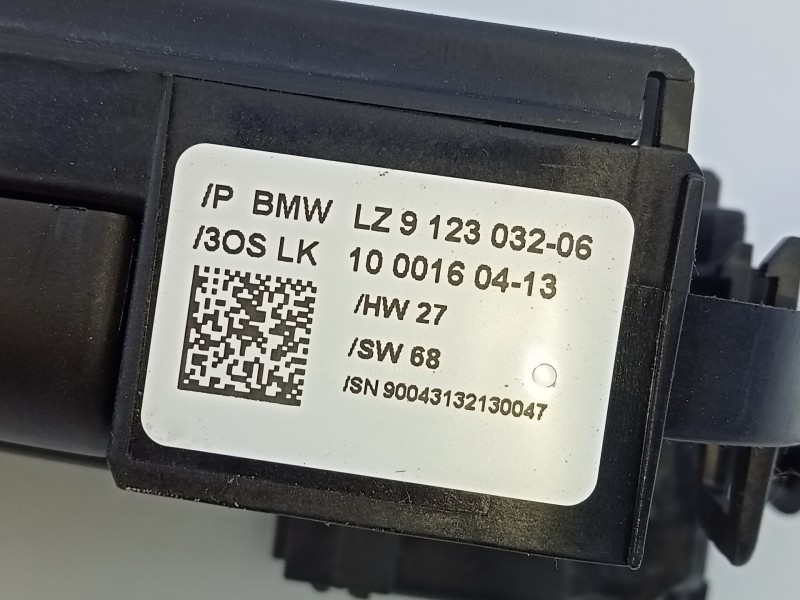 /P BMW LZ 9 123 032-06
/3OS LK 10 0016 04-13
/HW 27
/SW 68
/SN 90043132130047